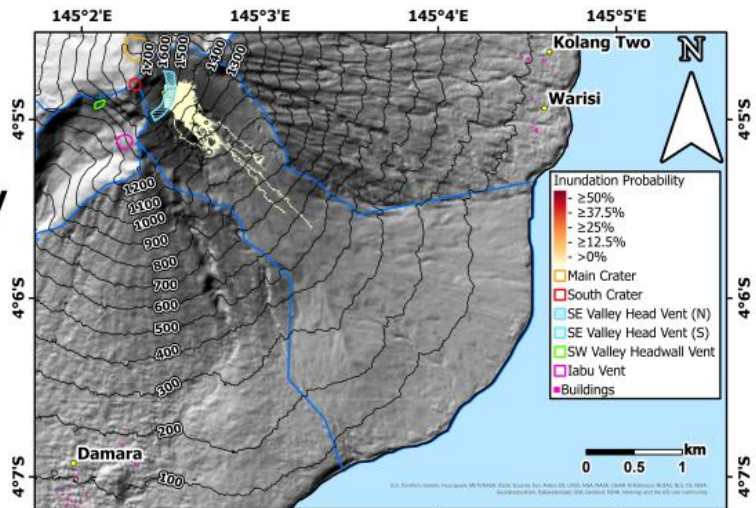 145°2'E 145°3'E 145°4'E 145°5'E
Kolang Two
N
Warisi
1700
1600
1500
1400
1300
4°5'S
4°5'S
Inundation Probability
- ≥50%
- ≥37.5%
- ≥25%
- ≥12.5%
- >0%
Main Crater
South Crater
SE Valley Head Vent (N)
SE Valley Head Vent (S)
SW Valley Headwall Vent
Iabu Vent
Buildings
1200
1100
1000
900
800
700
600
500
400
300
200
100
4°6'S
4°6'S
Damara
km
0 0.5 1
4°7'S
4°7'S